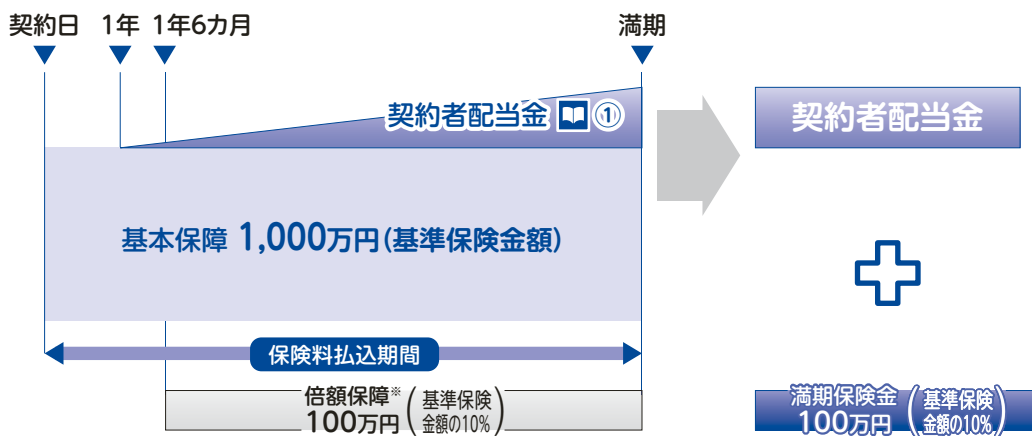 契約日 1年 1年6カ月 満期
契約者配当金 ①
契約者配当金
基本保障 1,000万円(基準保険金額)
保険料払込期間
倍額保障※
100万円
(基準保険
金額の10%)
満期保険金
100万円
(基準保険
金額の10%)